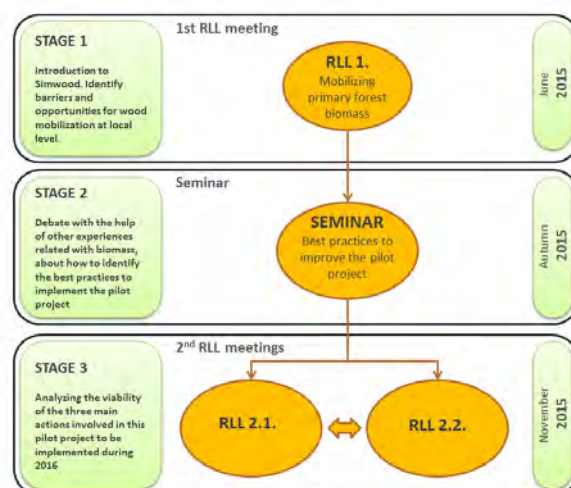 STAGE 1
Introduction to
Simwood. Identify
barriers and
opportunities for wood
mobilization at local
level.
1st RLL meeting
RLL 1.
Mobilizing
primary forest
biomass
June
2015
STAGE 2
Debate with the help
of other experiences
related with biomass,
about how to identify
the best practices to
implement the pilot
project
Seminar
SEMINAR
Best practices to
improve the pilot
project
Autumn
2015
STAGE 3
Analyzing the viability
of the three main
actions involved in this
pilot project to be
implemented during
2016
2nd RLL meetings
RLL 2.1.
RLL 2.2.
November
2015